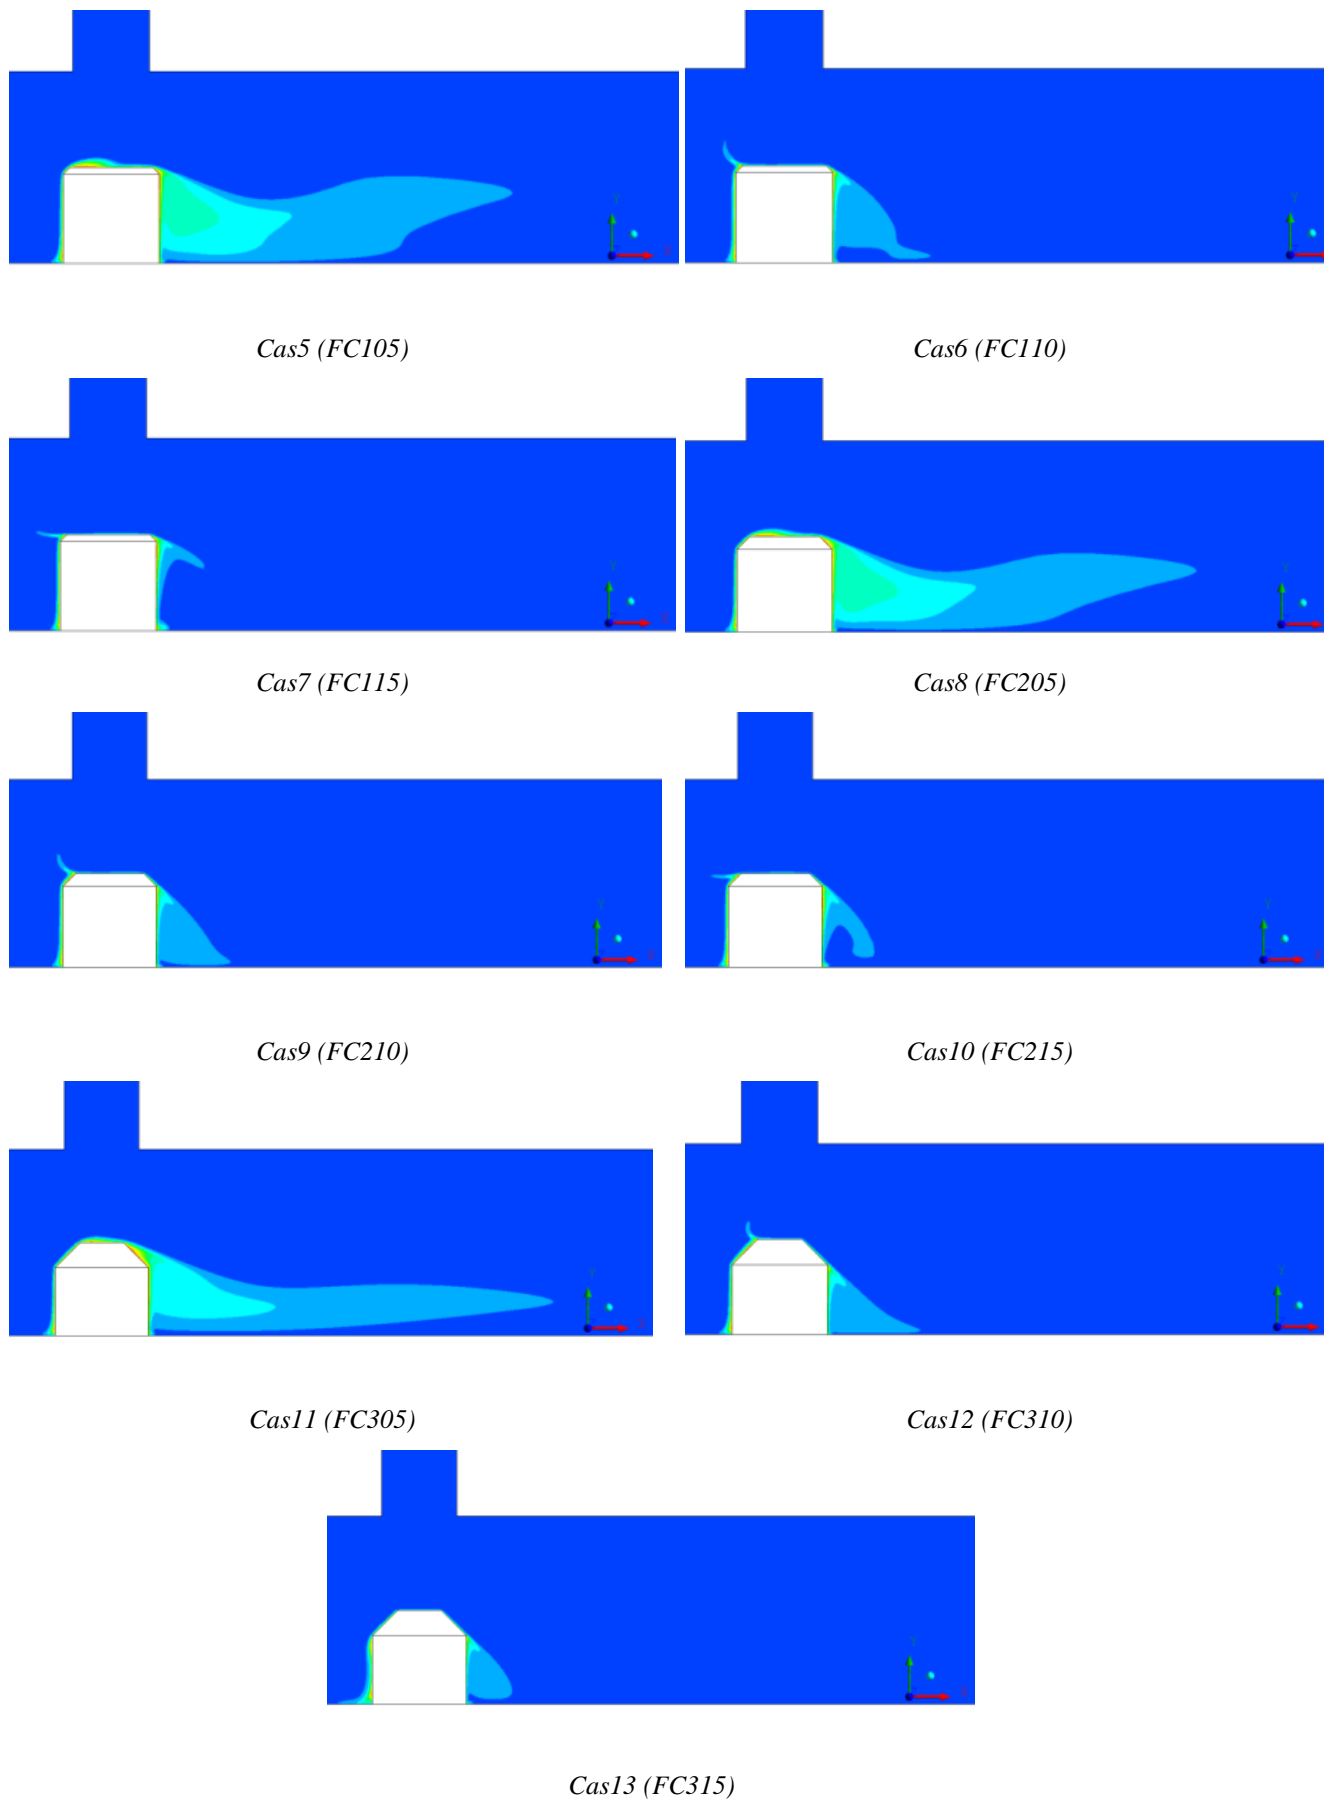 Cas5 (FC105)
Cas6 (FC110)
Cas7 (FC115)
Cas8 (FC205)
Cas9 (FC210)
Cas10 (FC215)
Cas11 (FC305)
Cas12 (FC310)
Cas13 (FC315)